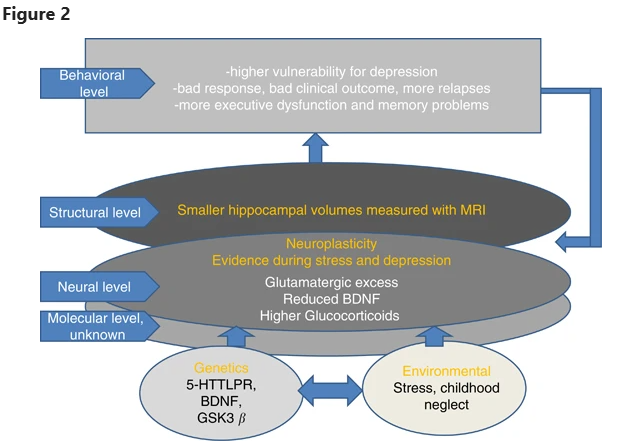 Figure 2
Behavioral
level
-higher vulnerability for depression
-bad response, bad clinical outcome, more relapses
-more executive dysfunction and memory problems
Structural level
Smaller hippocampal volumes measured with MRI
Neuroplasticity
Evidence during stress and depression
Neural level
Glutamatergic excess
Reduced BDNF
Higher Glucocorticoids
Molecular level,
unknown
Genetics
5-HTTLPR,
BDNF,
GSK3 β
Environmental
Stress, childhood
neglect